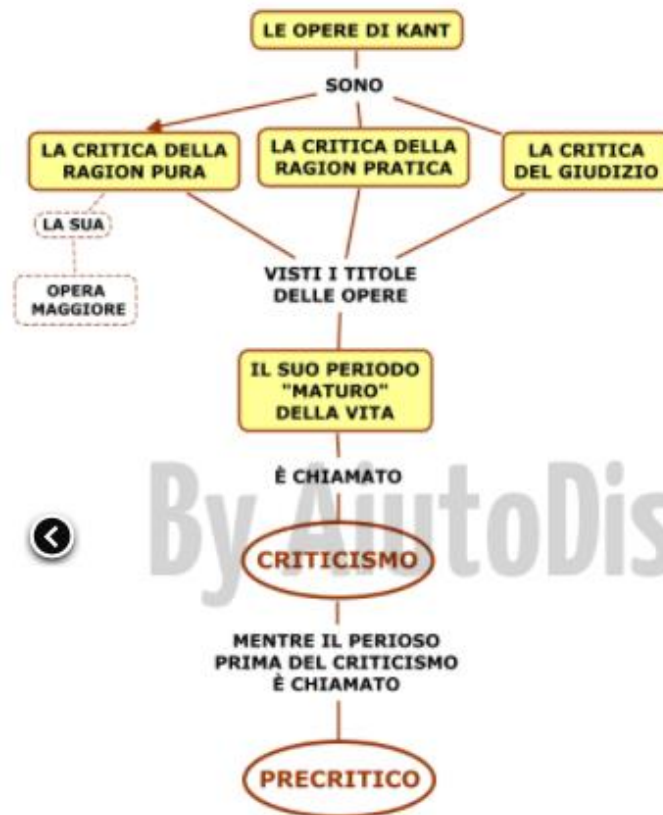 LE OPERE DI KANT
SONO
LA CRITICA DELLA
RAGION PURA
LA CRITICA DELLA
RAGION PRATICA
LA CRITICA
DEL GIUDIZIO
LA SUA
OPERA
MAGGIORE
VISTI I TITOLE
DELLE OPERE
IL SUO PERIODO
"MATURO"
DELLA VITA
È CHIAMATO
By AiutoDis
CRITICISMO
MENTRE IL PERIOSO
PRIMA DEL CRITICISMO
È CHIAMATO
PRECRITICO